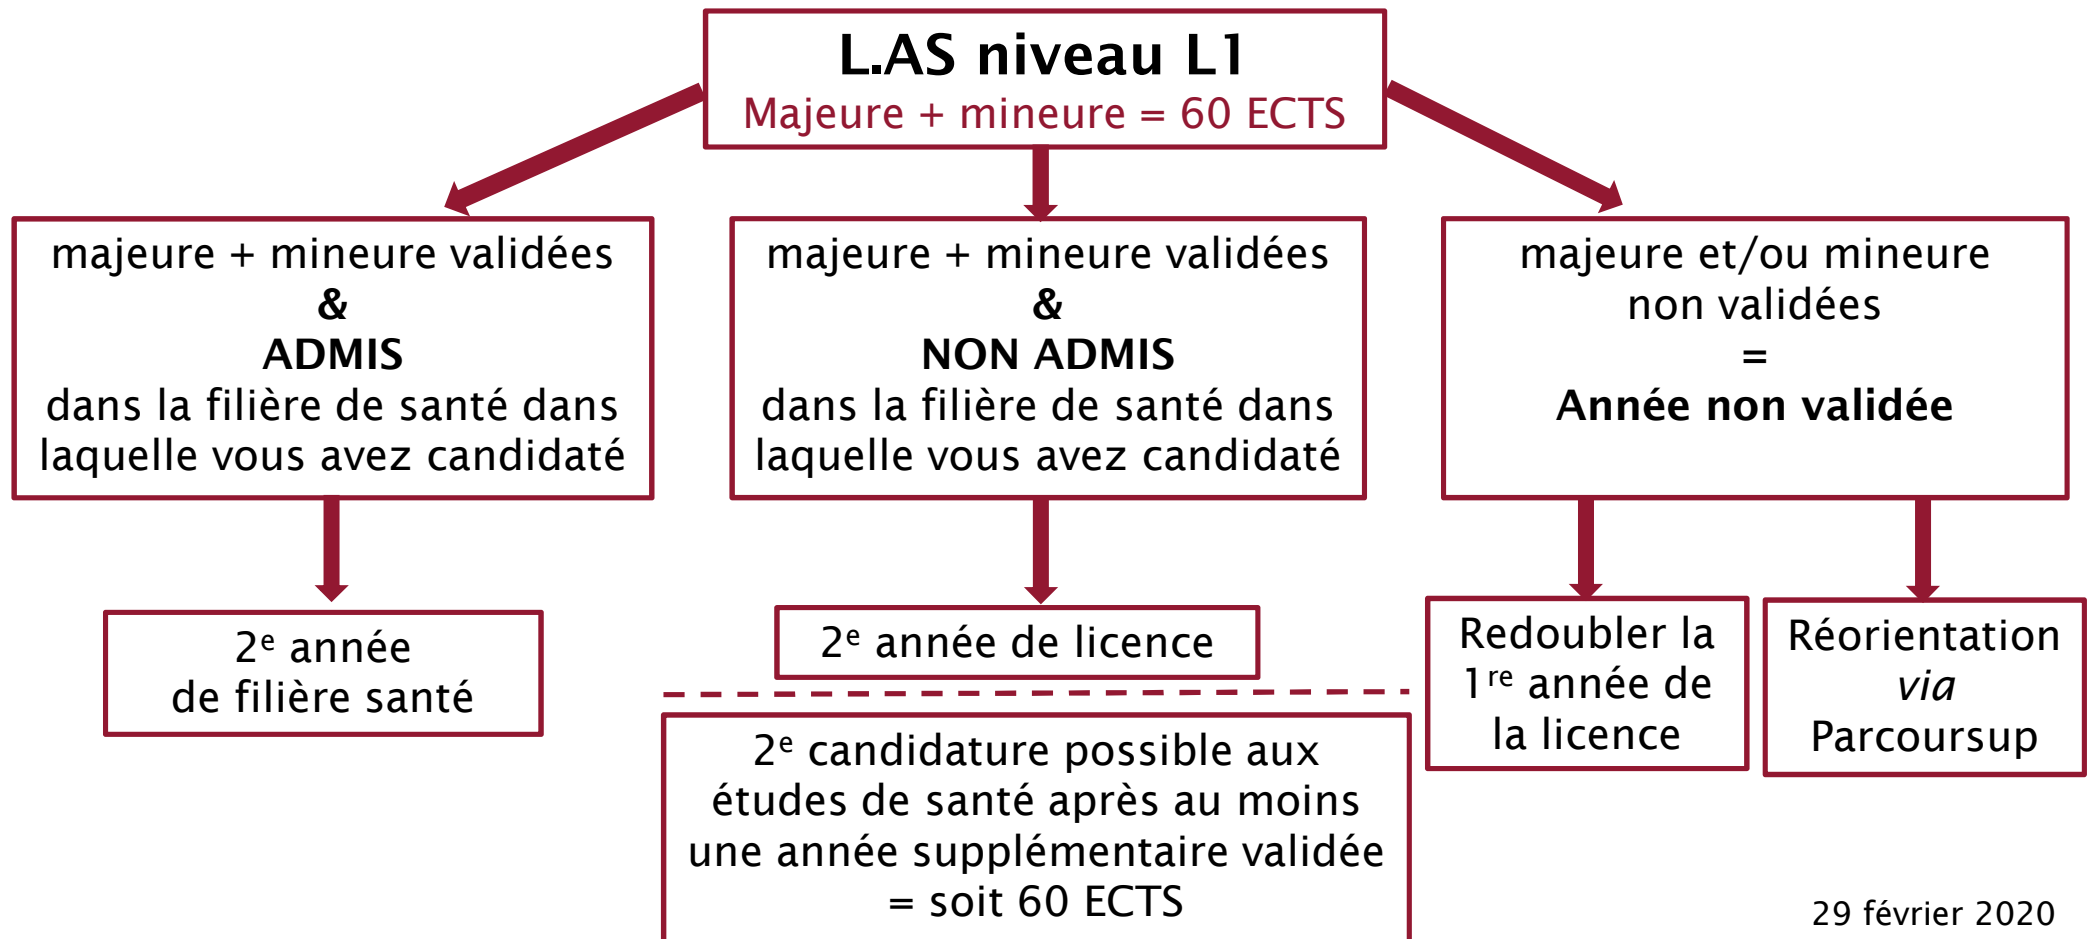 L.AS niveau L1
Majeure + mineure = 60 ECTS
majeure + mineure validées
&
ADMIS
dans la filière de santé dans
laquelle vous avez candidaté
majeure + mineure validées
&
NON ADMIS
dans la filière de santé dans
laquelle vous avez candidaté
majeure et/ou mineure
non validées
=
Année non validée
2e année
de filière santé
2e année de licence
2e candidature possible aux
études de santé après au moins
une année supplémentaire validée
= soit 60 ECTS
Redoubler la
1re année de
la licence
Réorientation
via
Parcoursup
29 février 2020